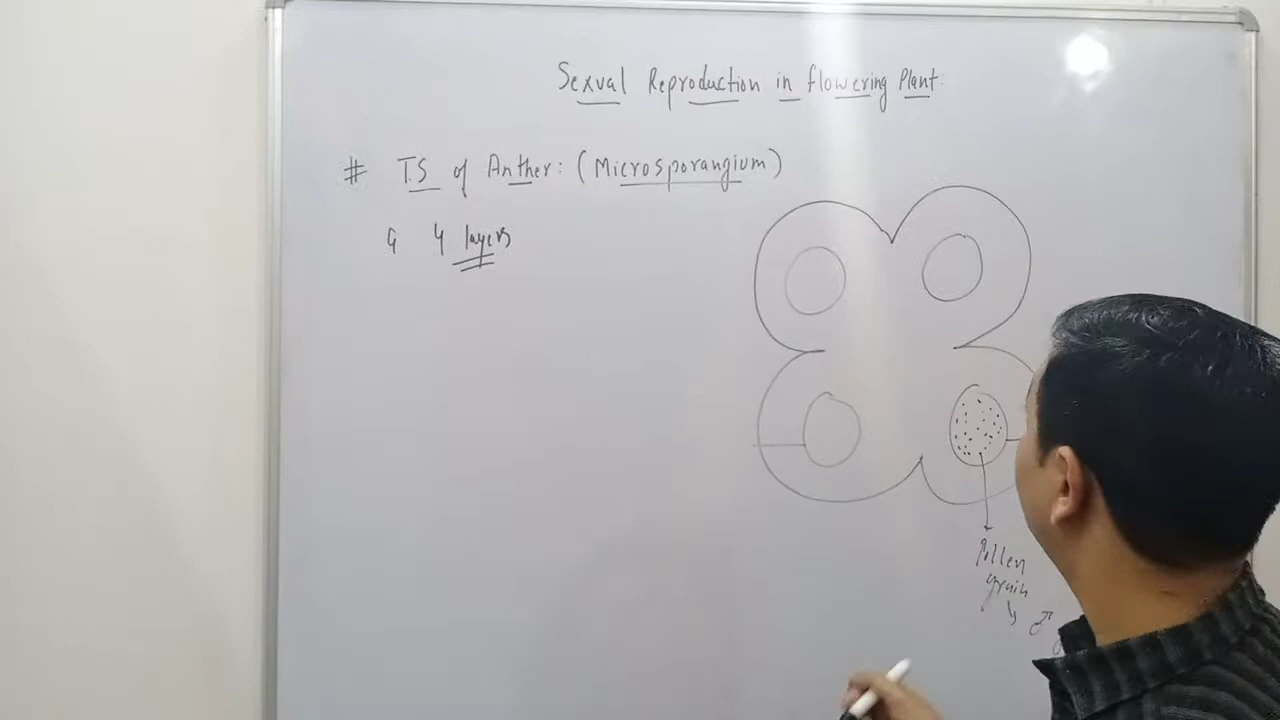 Sexual Reproduction in flowering Plant
# T.S of Anther: (Microsporangium)
4 layers
Pollen
grain
♂